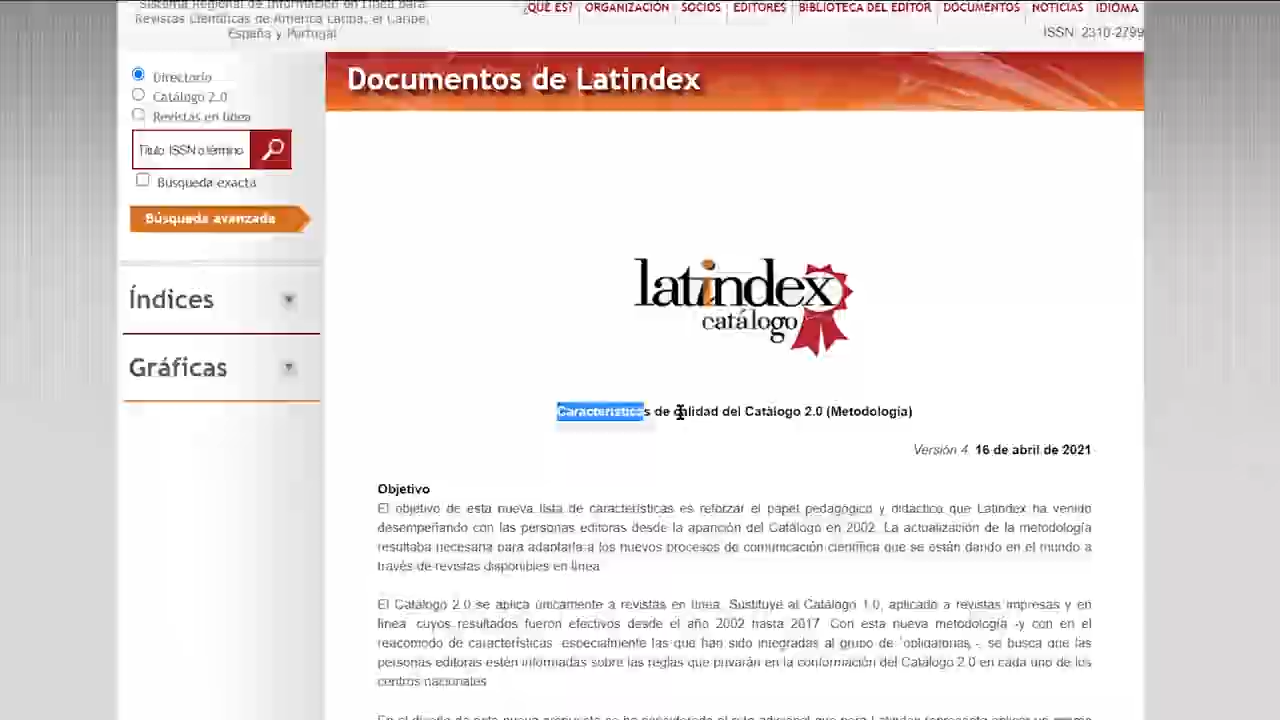 Sistema Regional de Información en Línea para
Revistas Científicas de América Latina, el Caribe,
España y Portugal
¿QUÉ ES?
ORGANIZACIÓN
SOCIOS
EDITORES
BIBLIOTECA DEL EDITOR
DOCUMENTOS
NOTICIAS
IDIOMA
ISSN: 2310-2799
Directorio
Catálogo 2.0
Revistas en línea
Título ISSN o término
Búsqueda exacta
Búsqueda avanzada
Índices
Gráficas
Documentos de Latindex
latindex
catálogo
Características de calidad del Catálogo 2.0 (Metodología)
Versión 4. 16 de abril de 2021
Objetivo
El objetivo de esta nueva lista de características es reforzar el papel pedagógico y didáctico que Latindex ha venido
desempeñando con las personas editoras desde la aparición del Catálogo en 2002. La actualización de la metodología
resultaba necesaria para adaptarla a los nuevos procesos de comunicación científica que se están dando en el mundo a
través de revistas disponibles en línea.
El Catálogo 2.0 se aplica únicamente a revistas en línea. Sustituye al Catálogo 1.0, aplicado a revistas impresas y en
línea cuyos resultados fueron efectivos desde el año 2002 hasta 2017. Con esta nueva metodología -y con en el
reacomodo de características, especialmente las que han sido integradas al grupo de "obligatorias"-, se busca que las
personas editoras estén informadas sobre las reglas que privarán en la conformación del Catálogo 2.0 en cada uno de los
centros nacionales.